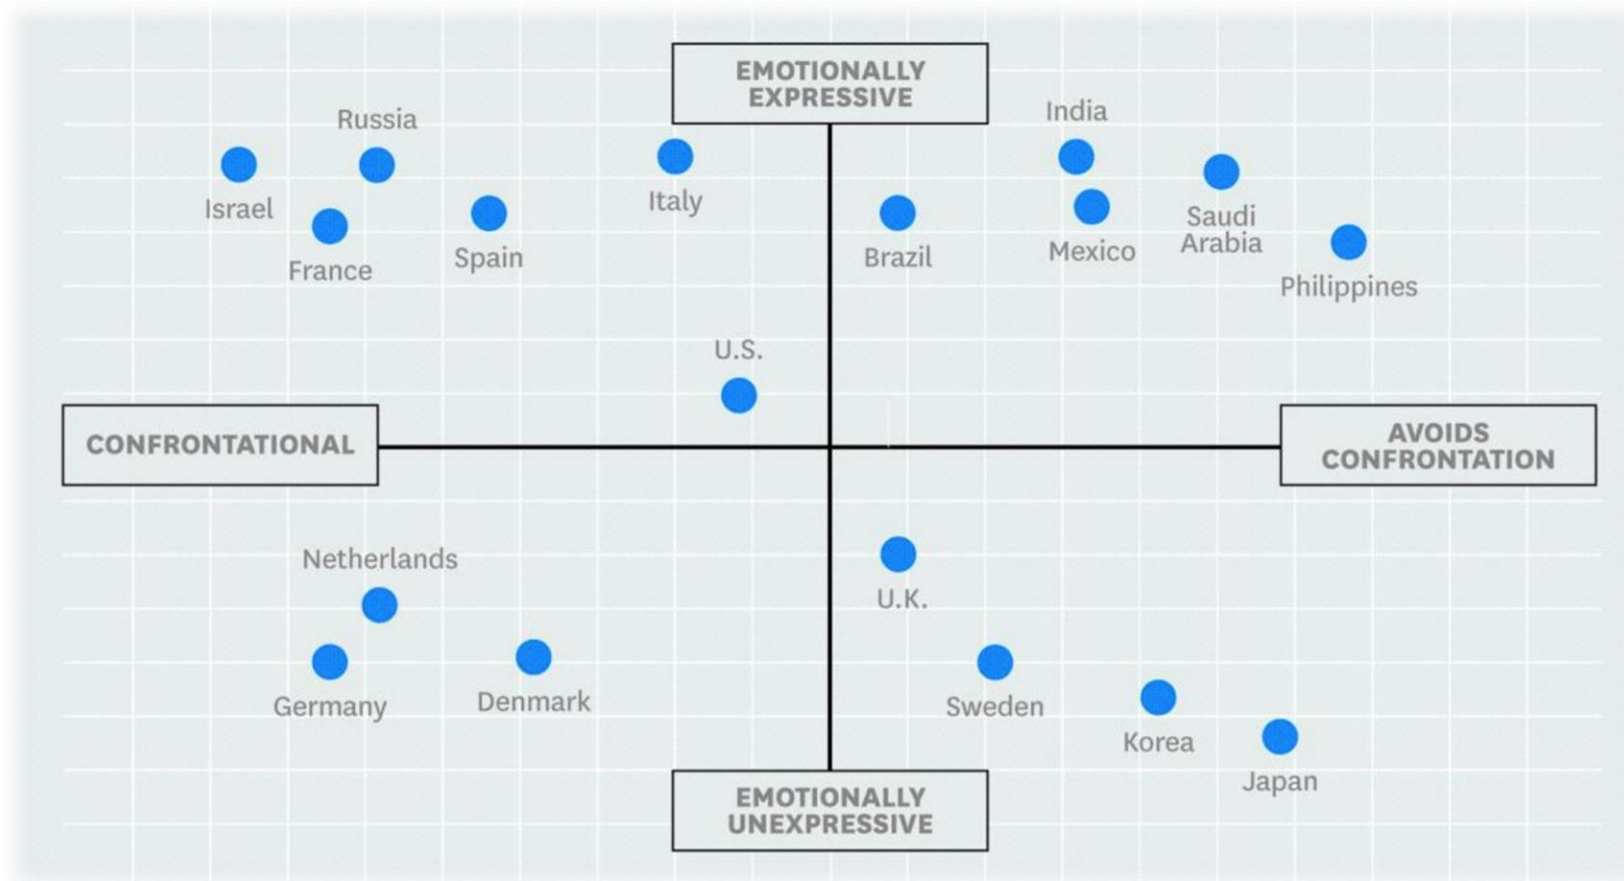 EMOTIONALLY
EXPRESSIVE
India
Russia
Israel
Italy
Saudi
Arabia
France
Spain
Brazil
Mexico
Philippines
U.S.
CONFRONTATIONAL
AVOIDS
CONFRONTATION
Netherlands
U.K.
Germany
Denmark
Sweden
Korea
Japan
EMOTIONALLY
UNEXPRESSIVE